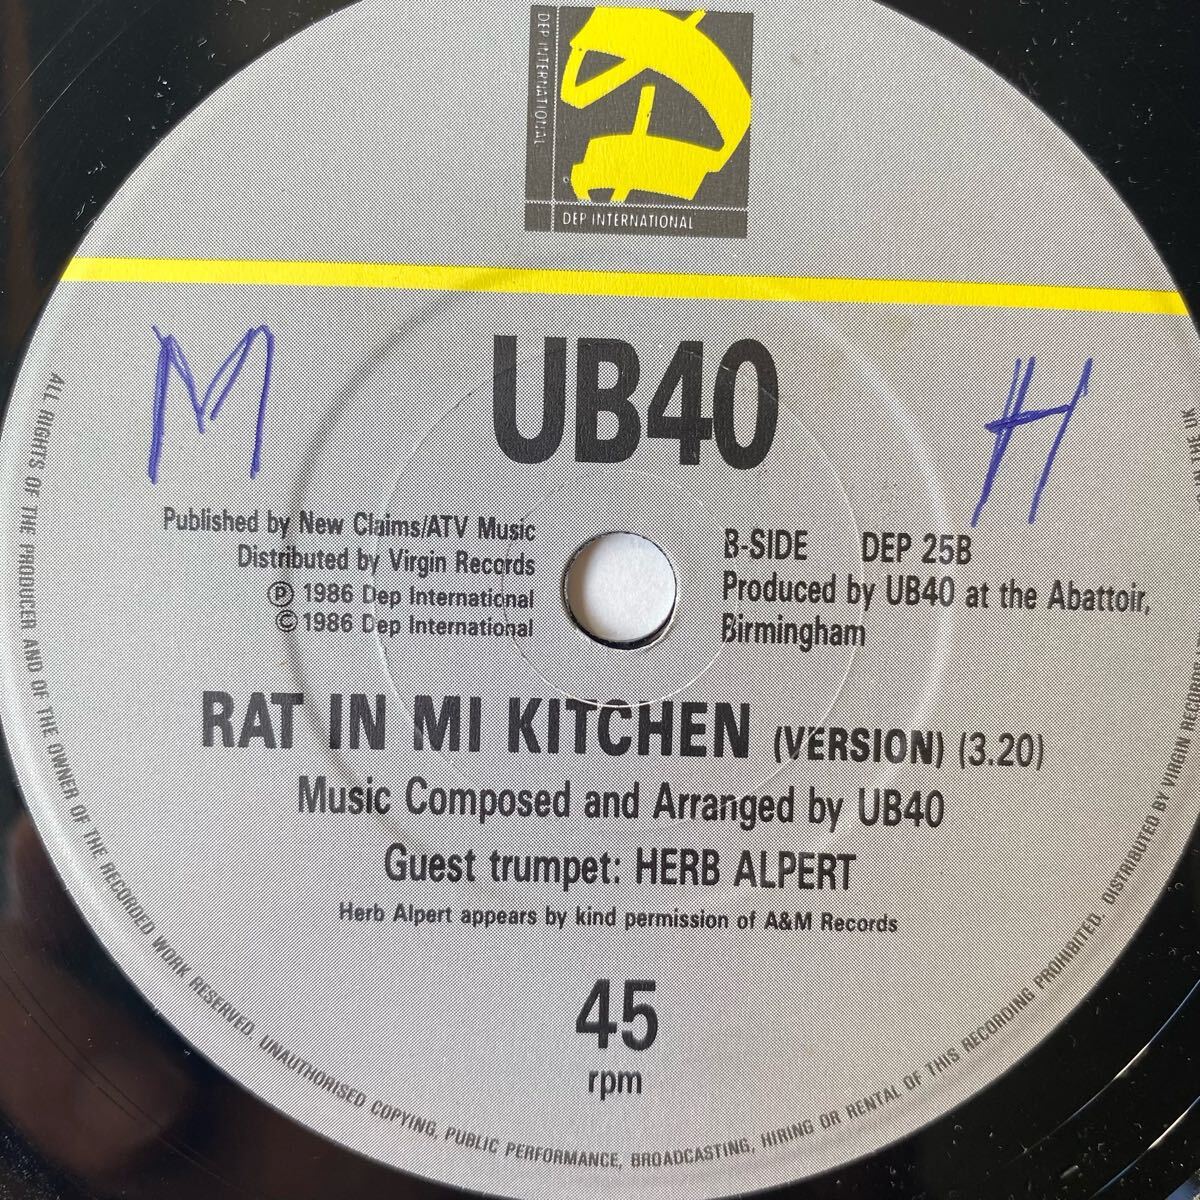 DEP INTERNATIONAL
DEP INTERNATIONAL
UB40
M
H
Published by New Claims/ATV Music
Distributed by Virgin Records
Ⓟ 1986 Dep International
© 1986 Dep International
B-SIDE DEP 25B
Produced by UB40 at the Abattoir,
Birmingham
RAT IN MI KITCHEN (VERSION) (3.20)
Music Composed and Arranged by UB40
Guest trumpet: HERB ALPERT
Herb Alpert appears by kind permission of A&M Records
45
rpm
ALL RIGHTS OF THE PRODUCER AND OF THE OWNER OF THE RECORDED WORK RESERVED. UNAUTHORISED COPYING, PUBLIC PERFORMANCE, BROADCASTING, HIRING OR RENTAL OF THIS RECORDING PROHIBITED. DISTRIBUTED BY VIRGIN RECORDS